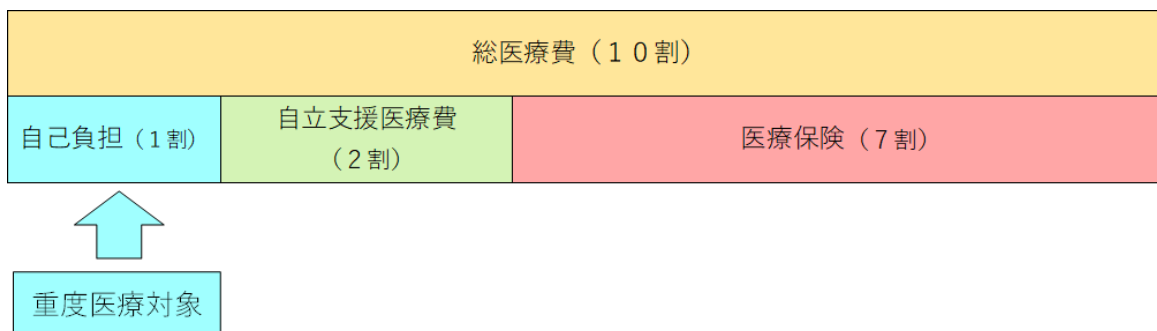 総医療費（１０割）
自己負担（１割）
自立支援医療費
（２割）
医療保険（７割）
重度医療対象